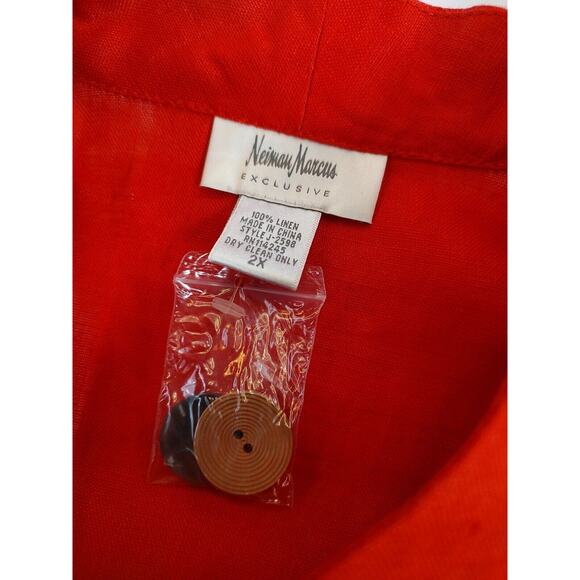 Neiman Marcus
EXCLUSIVE
100% LINEN
MADE IN CHINA
STYLE J-2598
RN114245
DRY CLEAN ONLY
2X